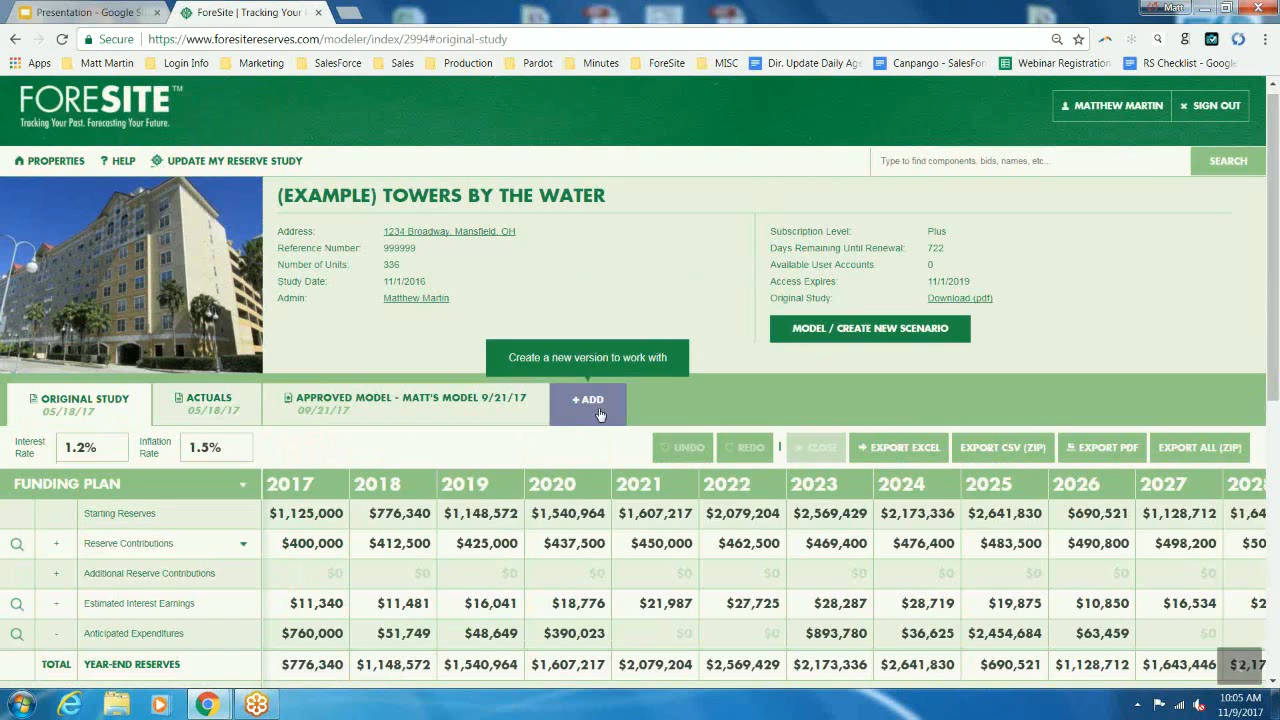 Presentation - Google S
ForeSite | Tracking Your
Matt
Secure
https://www.foresitereserves.com/modeler/index/2994#original-study
Apps Matt Martin Login Info Marketing SalesForce Sales Production Pardot Minutes ForeSite MISC Dir. Update Daily Age Canpango - SalesFor Webinar Registration RS Checklist - Google
FORESITE™
Tracking Your Past. Forecasting Your Future.
MATTHEW MARTIN × SIGN OUT
PROPERTIES ? HELP UPDATE MY RESERVE STUDY
Type to find components, bids, names, etc...
SEARCH
(EXAMPLE) TOWERS BY THE WATER
Address: 1234 Broadway, Mansfield, OH
Reference Number: 999999
Number of Units: 336
Study Date: 11/1/2016
Admin: Matthew Martin
Subscription Level: Plus
Days Remaining Until Renewal: 722
Available User Accounts: 0
Access Expires: 11/1/2019
Original Study: Download (pdf)
MODEL / CREATE NEW SCENARIO
Create a new version to work with
ORIGINAL STUDY
05/18/17
ACTUALS
05/18/17
APPROVED MODEL - MATT'S MODEL 9/21/17
09/21/17
+ ADD
Interest Rate 1.2%
Inflation Rate 1.5%
UNDO REDO | CLOSE EXPORT EXCEL EXPORT CSV (ZIP) EXPORT PDF EXPORT ALL (ZIP)
FUNDING PLAN 2017 2018 2019 2020 2021 2022 2023 2024 2025 2026 2027 202
Starting Reserves $1,125,000 $776,340 $1,148,572 $1,540,964 $1,607,217 $2,079,204 $2,569,429 $2,173,336 $2,641,830 $690,521 $1,128,712 $1,64
+ Reserve Contributions $400,000 $412,500 $425,000 $437,500 $450,000 $462,500 $469,400 $476,400 $483,500 $490,800 $498,200 $50
+ Additional Reserve Contributions $0 $0 $0 $0 $0 $0 $0 $0 $0 $0 $0
+ Estimated Interest Earnings $11,340 $11,481 $16,041 $18,776 $21,987 $27,725 $28,287 $28,719 $19,875 $10,850 $16,534 $2
- Anticipated Expenditures $760,000 $51,749 $48,649 $390,023 $0 $0 $893,780 $36,625 $2,454,684 $63,459 $0
TOTAL YEAR-END RESERVES $776,340 $1,148,572 $1,540,964 $1,607,217 $2,079,204 $2,569,429 $2,173,336 $2,641,830 $690,521 $1,128,712 $1,643,446 $2,17
10:05 AM
11/9/2017